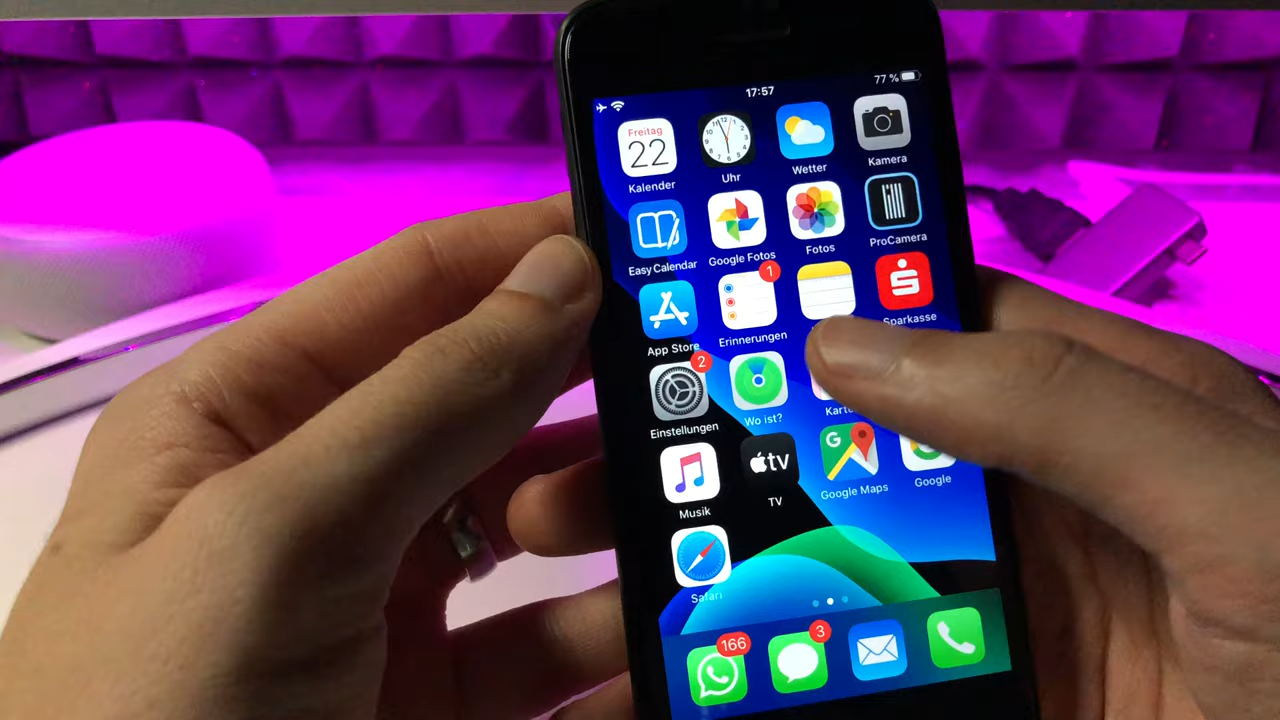 17:57
77 %
Freitag
22
Kalender
Uhr
Wetter
Kamera
Easy Calendar
Google Fotos
Fotos
ProCamera
App Store
1
Erinnerungen
Sparkasse
2
Einstellungen
Wo ist?
Karte
Musik
tv
TV
G
Google Maps
Google
Safari
166
3